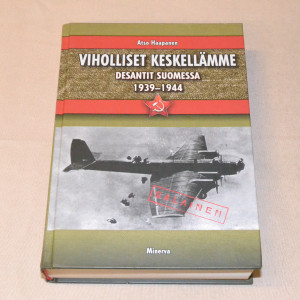 Atso Haapanen
VIHOLLISET KESKELLÄMME
DESANTIT SUOMESSA
1939–1944
Minerva